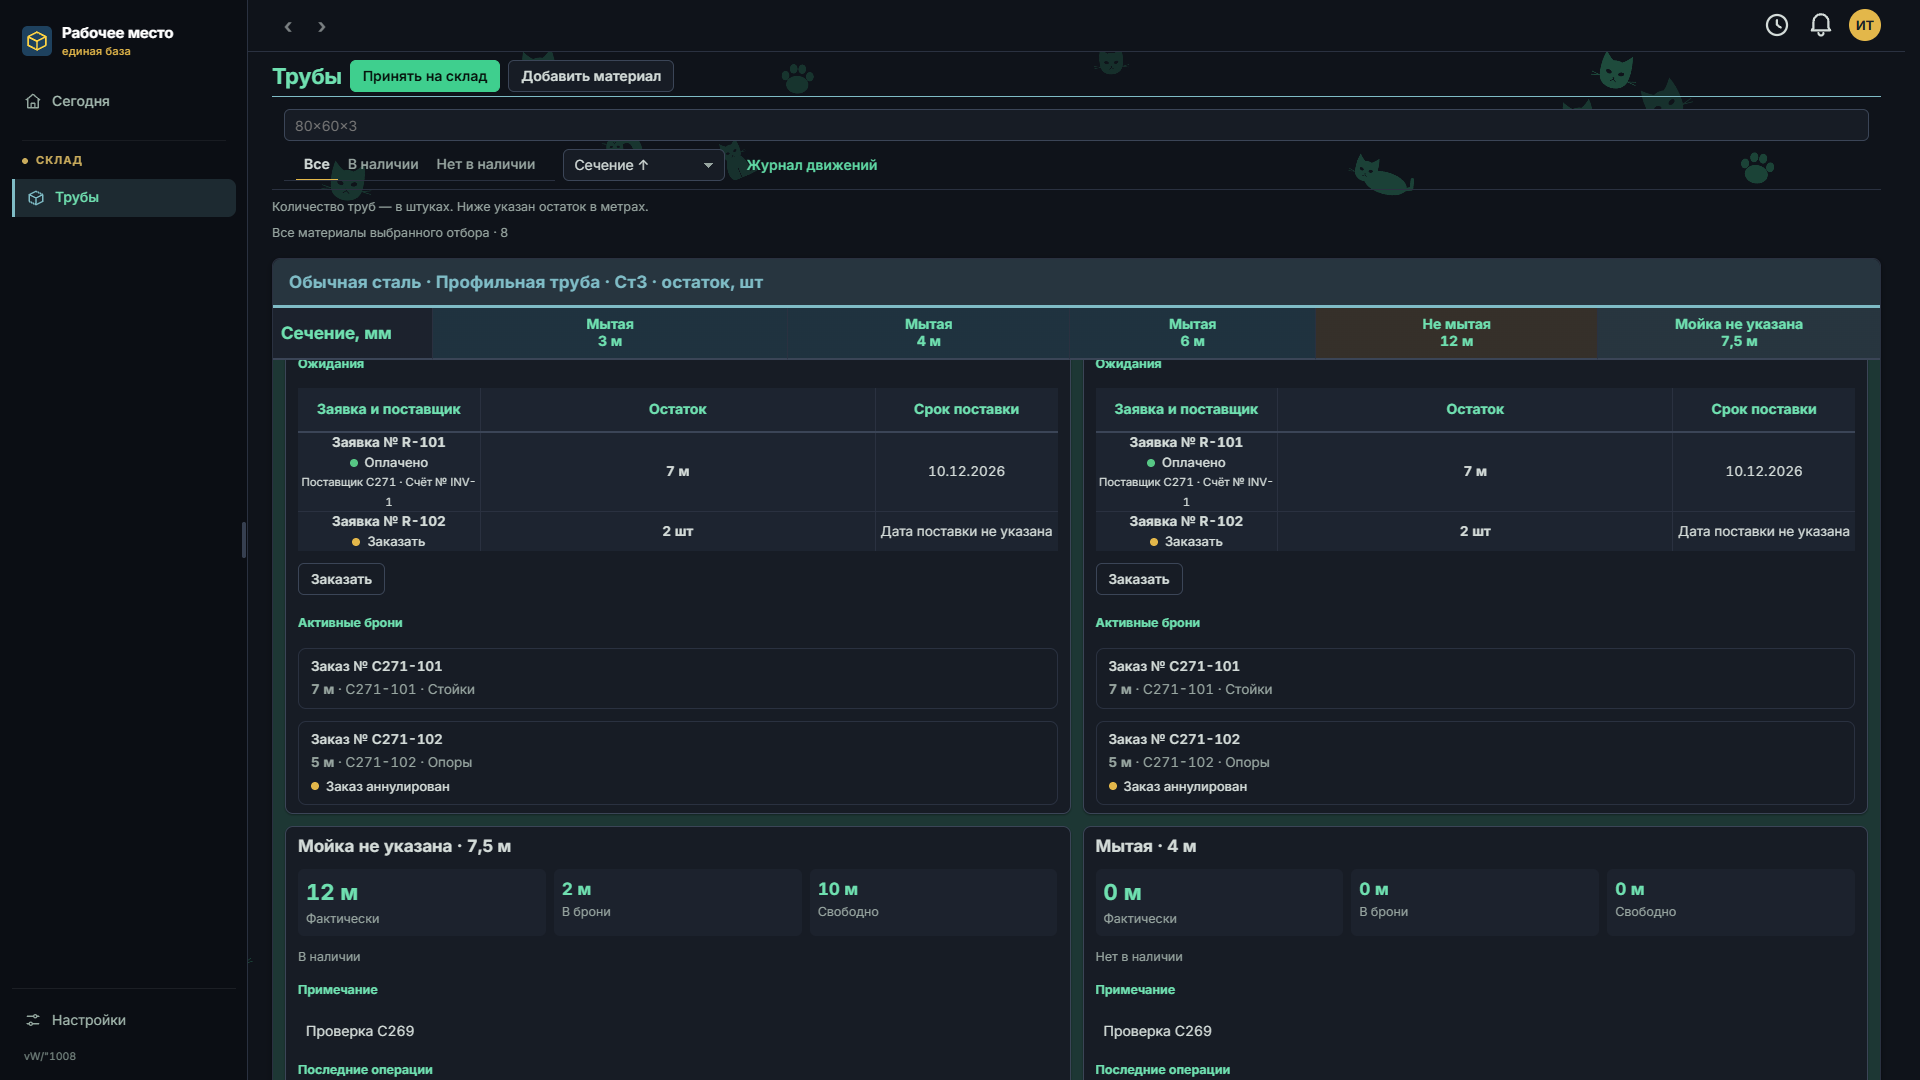 Рабочее место
единая база
Сегодня
СКЛАД
Трубы
Настройки
vW/"1008
ИТ
Трубы
Принять на склад
Добавить материал
80×60×3
Все
В наличии
Нет в наличии
Сечение ↑
Журнал движений
Количество труб — в штуках. Ниже указан остаток в метрах.
Все материалы выбранного отбора · 8
Обычная сталь · Профильная труба · Ст3 · остаток, шт
Сечение, мм
Мытая
3 м
Мытая
4 м
Мытая
6 м
Не мытая
12 м
Мойка не указана
7,5 м
Ожидания
Заявка и поставщик
Остаток
Срок поставки
Заявка № R-101
Оплачено
Поставщик С271 · Счёт № INV-
1
7 м
10.12.2026
Заявка № R-102
Заказать
2 шт
Дата поставки не указана
Заказать
Активные брони
Заказ № С271-101
7 м · С271-101 · Стойки
Заказ № С271-102
5 м · С271-102 · Опоры
Заказ аннулирован
Ожидания
Заявка и поставщик
Остаток
Срок поставки
Заявка № R-101
Оплачено
Поставщик С271 · Счёт № INV-
1
7 м
10.12.2026
Заявка № R-102
Заказать
2 шт
Дата поставки не указана
Заказать
Активные брони
Заказ № С271-101
7 м · С271-101 · Стойки
Заказ № С271-102
5 м · С271-102 · Опоры
Заказ аннулирован
Мойка не указана · 7,5 м
12 м
Фактически
2 м
В брони
10 м
Свободно
В наличии
Примечание
Проверка С269
Последние операции
Мытая · 4 м
0 м
Фактически
0 м
В брони
0 м
Свободно
Нет в наличии
Примечание
Проверка С269
Последние операции